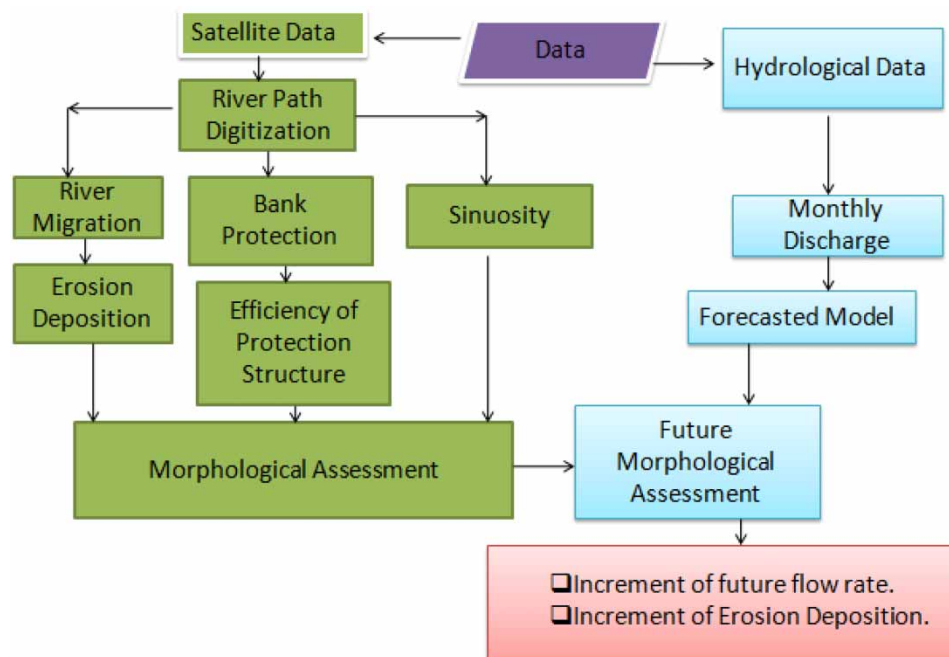 Satellite Data
Data
Hydrological Data
River Path
Digitization
River
Migration
Bank
Protection
Sinuosity
Monthly
Discharge
Erosion
Deposition
Efficiency of
Protection
Structure
Forecasted Model
Morphological Assessment
Future
Morphological
Assessment
❑Increment of future flow rate.
❑Increment of Erosion Deposition.